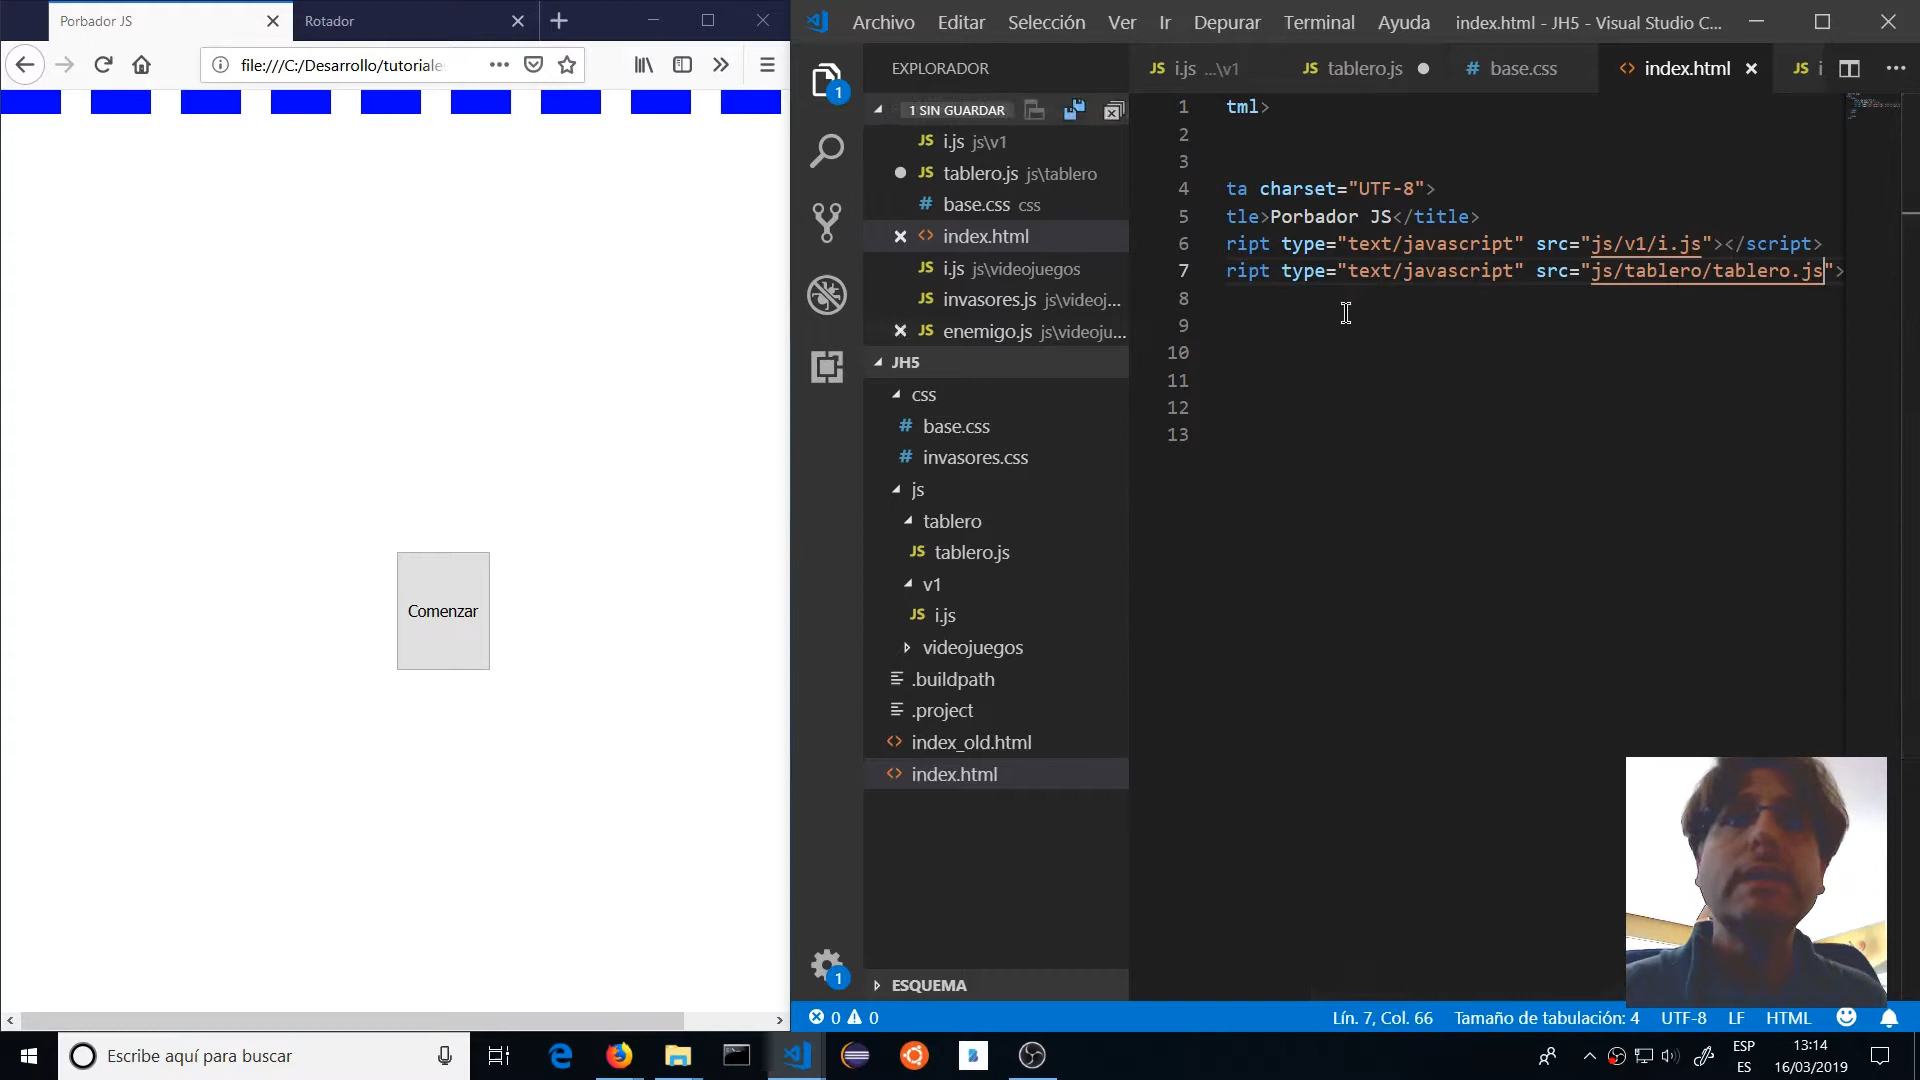 Porbador JS
Rotador
file:///C:/Desarrollo/tutoriale
Comenzar
Archivo Editar Selección Ver Ir Depurar Terminal Ayuda index.html - JH5 - Visual Studio C...
EXPLORADOR
1 SIN GUARDAR
JS i.js js\v1
JS tablero.js js\tablero
# base.css css
<> index.html
i.js js\videojuegos
JS invasores.js js\videoj...
JS enemigo.js js\videoju...
JH5
css
# base.css
# invasores.css
js
tablero
JS tablero.js
v1
JS i.js
videojuegos
.buildpath
.project
<> index_old.html
<> index.html
ESQUEMA
JS i.js ...\v1
JS tablero.js
# base.css
<> index.html
JS i
1 tml>
2
3
4 ta charset="UTF-8">
5 tle>Porbador JS</title>
6 ript type="text/javascript" src="js/v1/i.js"></script>
7 ript type="text/javascript" src="js/tablero/tablero.js">
8
9
10
11
12
13
1
1
0 0
Lín. 7, Col. 66 Tamaño de tabulación: 4 UTF-8 LF HTML
Escribe aquí para buscar
ESP
ES
13:14
16/03/2019